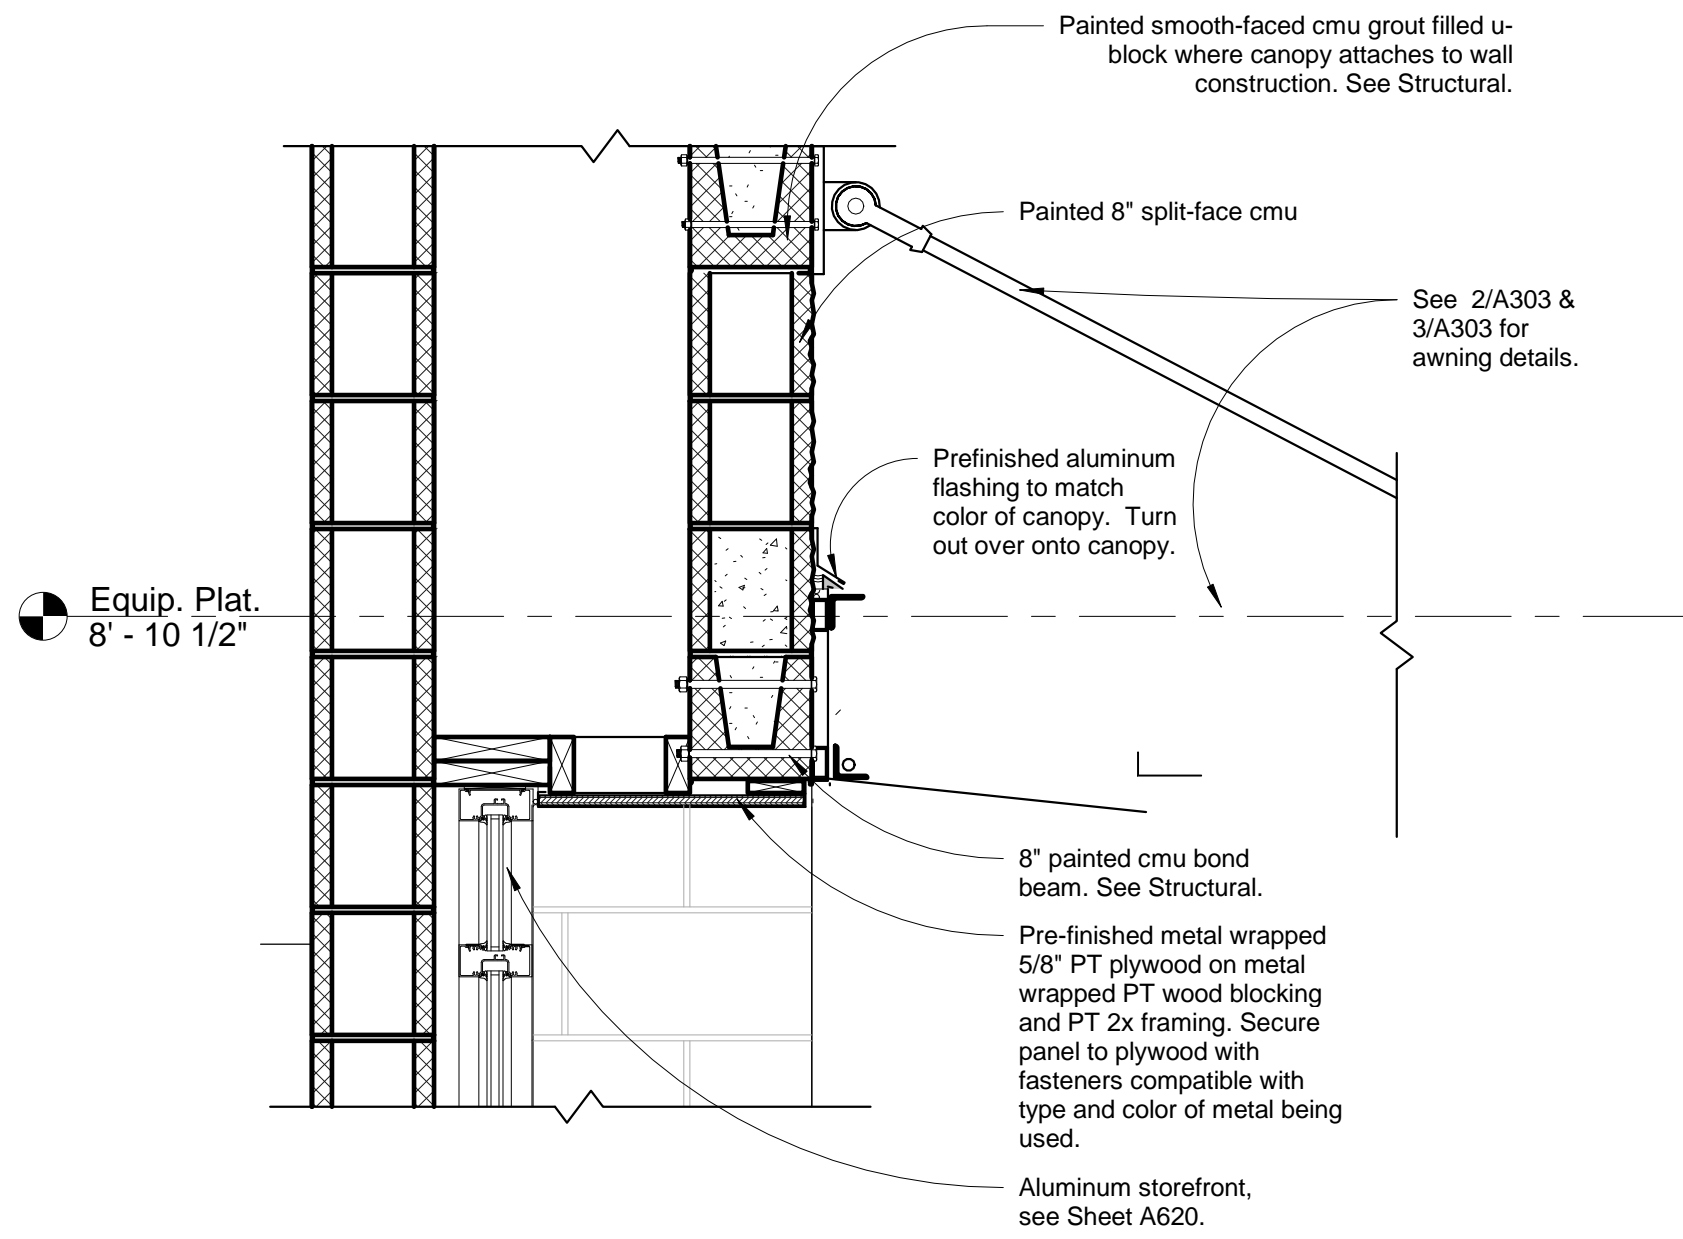 Painted smooth-faced cmu grout filled u-
block where canopy attaches to wall
construction. See Structural.
Painted 8" split-face cmu
See 2/A303 &
3/A303 for
awning details.
Prefinished aluminum
flashing to match
color of canopy. Turn
out over onto canopy.
Equip. Plat.
8' - 10 1/2"
8" painted cmu bond
beam. See Structural.
Pre-finished metal wrapped
5/8" PT plywood on metal
wrapped PT wood blocking
and PT 2x framing. Secure
panel to plywood with
fasteners compatible with
type and color of metal being
used.
Aluminum storefront,
see Sheet A620.